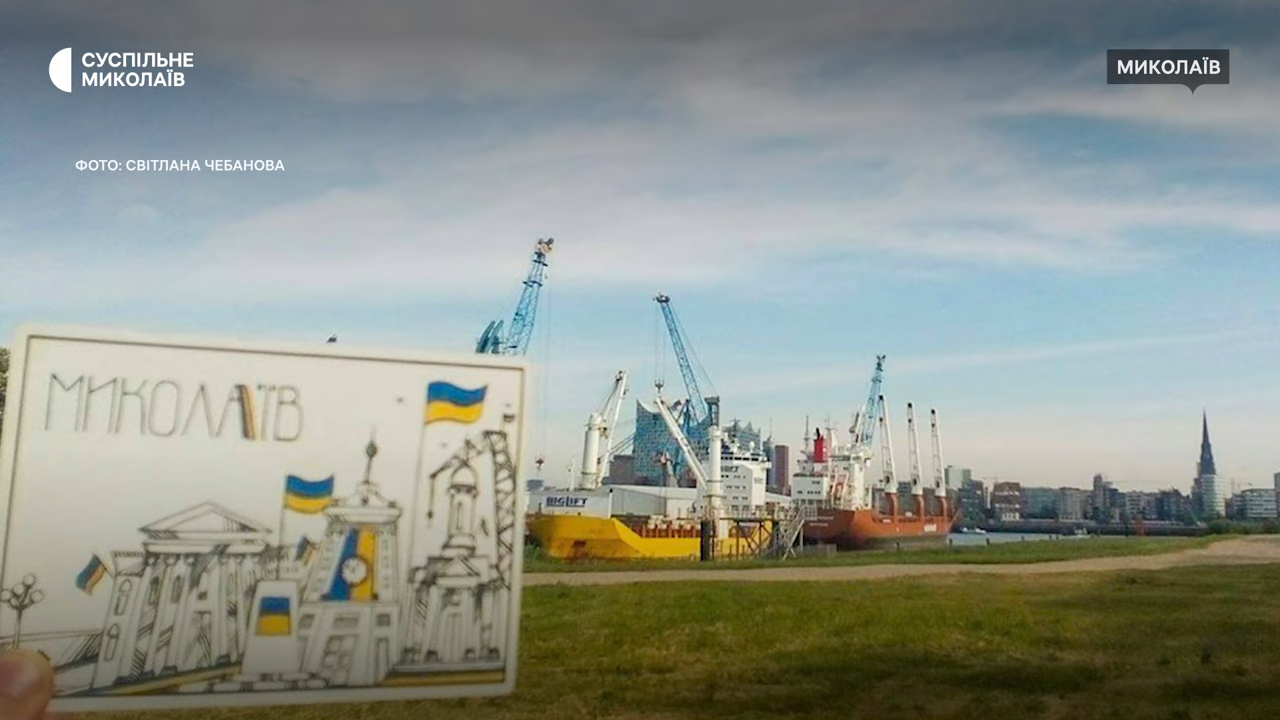 СУСПІЛЬНЕ
МИКОЛАЇВ
МИКОЛАЇВ
ФОТО: СВІТЛАНА ЧЕБАНОВА
МИКОЛАЇВ
BIGLIFT